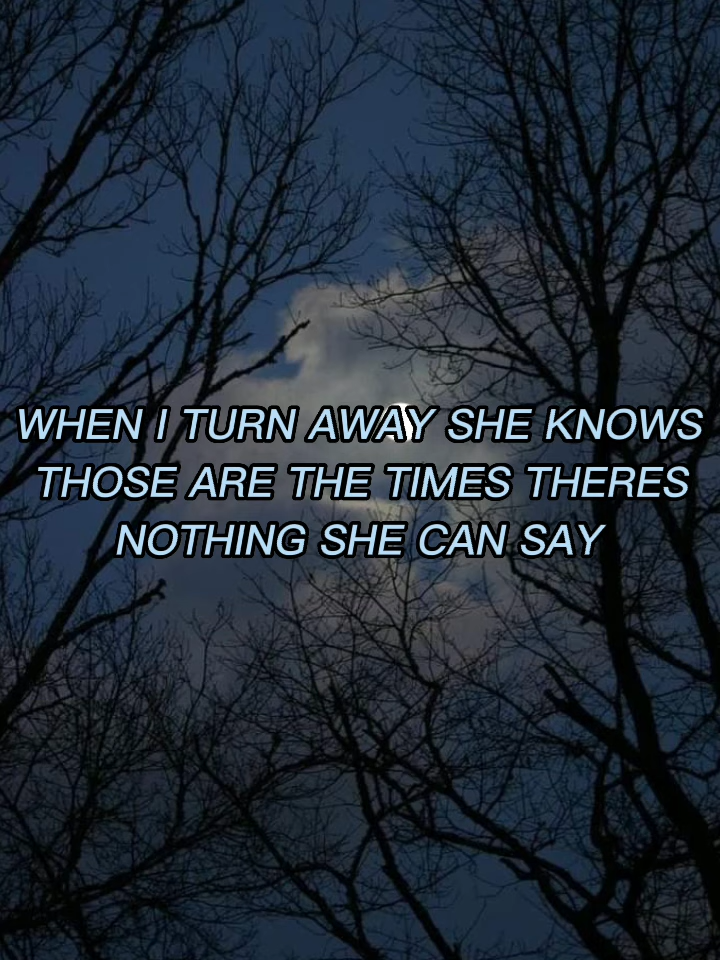 WHEN I TURN AWAY SHE KNOWS
THOSE ARE THE TIMES THERES
NOTHING SHE CAN SAY